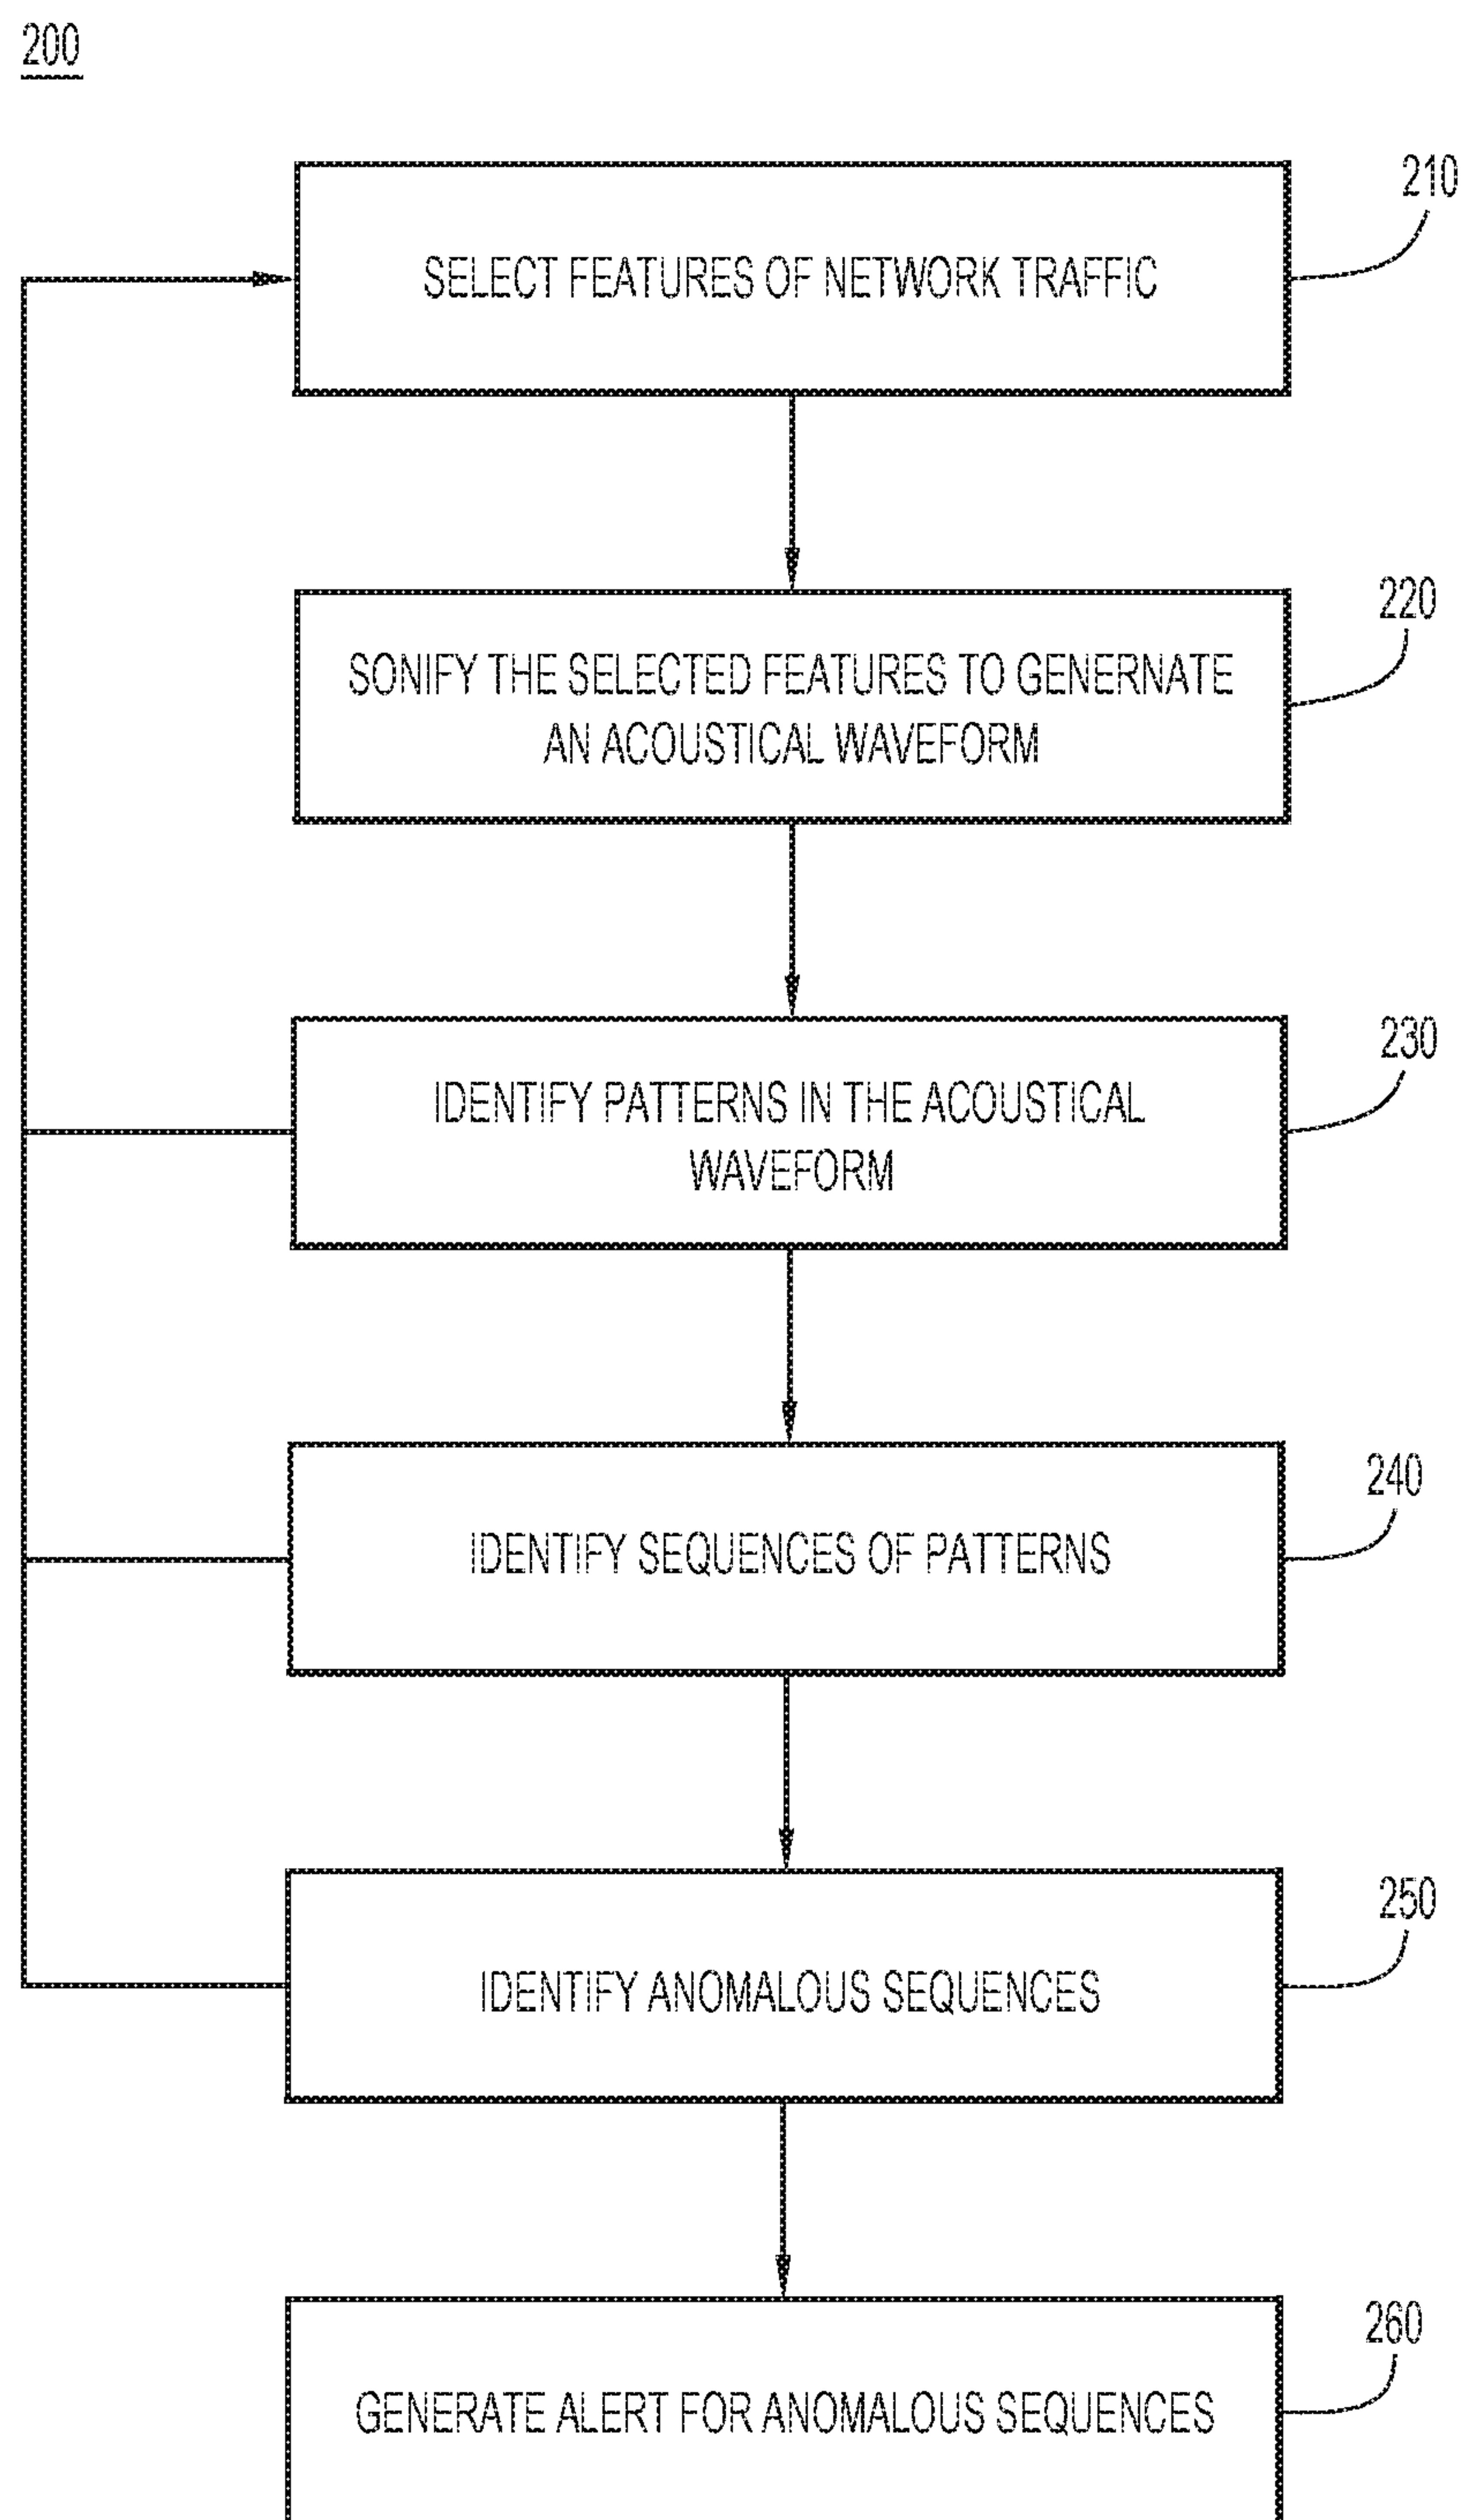 200
210
SELECT FEATURES OF NETWORK TRAFFIC
220
SONIFY THE SELECTED FEATURES TO GENERNATE
AN ACOUSTICAL WAVEFORM
230
IDENTIFY PATTERNS IN THE ACOUSTICAL
WAVEFORM
240
IDENTIFY SEQUENCES OF PATTERNS
250
IDENTIFY ANOMALOUS SEQUENCES
260
GENERATE ALERT FOR ANOMALOUS SEQUENCES